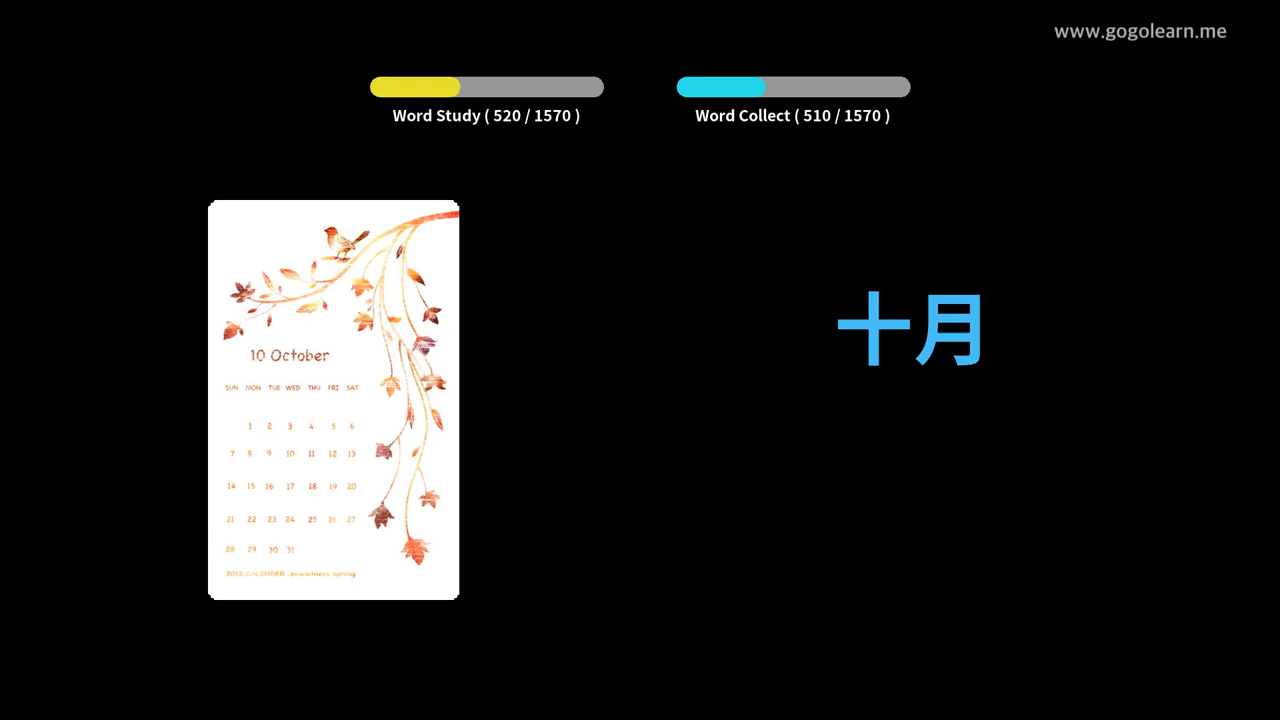 www.gogolearn.me
Word Study ( 520 / 1570 )
Word Collect ( 510 / 1570 )
10 October
SUN MON TUE WED THU FRI SAT
1 2 3 4 5 6
7 8 9 10 11 12 13
14 15 16 17 18 19 20
21 22 23 24 25 26 27
28 29 30 31
2012.CALENDER
spring
十月